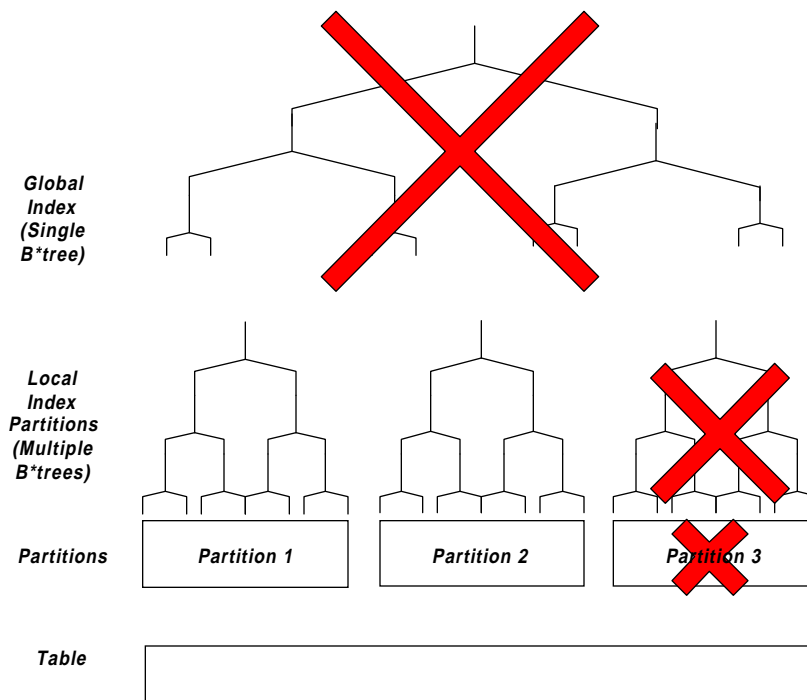 Global
Index
(Single
B*tree)
Local
Index
Partitions
(Multiple
B*trees)
Partitions
Partition 1
Partition 2
Partition 3
Table